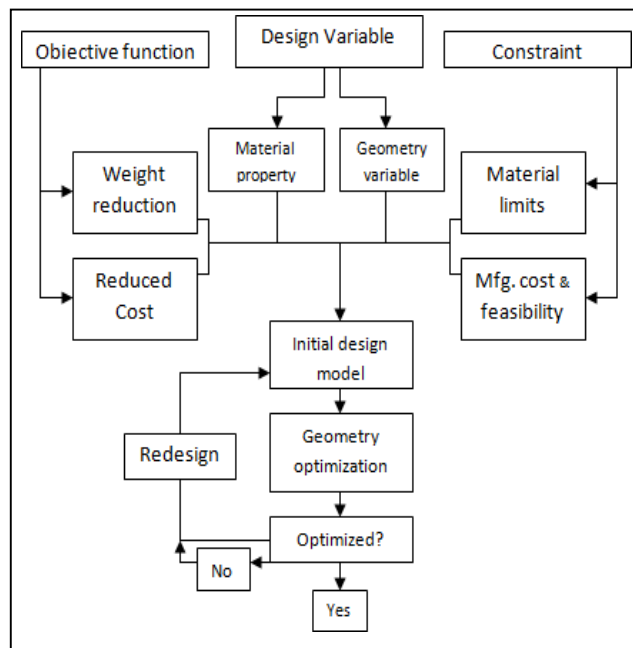 Obiective function
Design Variable
Constraint
Material
property
Geometry
variable
Weight
reduction
Material
limits
Reduced
Cost
Mfg. cost &
feasibility
Initial design
model
Geometry
optimization
Redesign
Optimized?
No
Yes